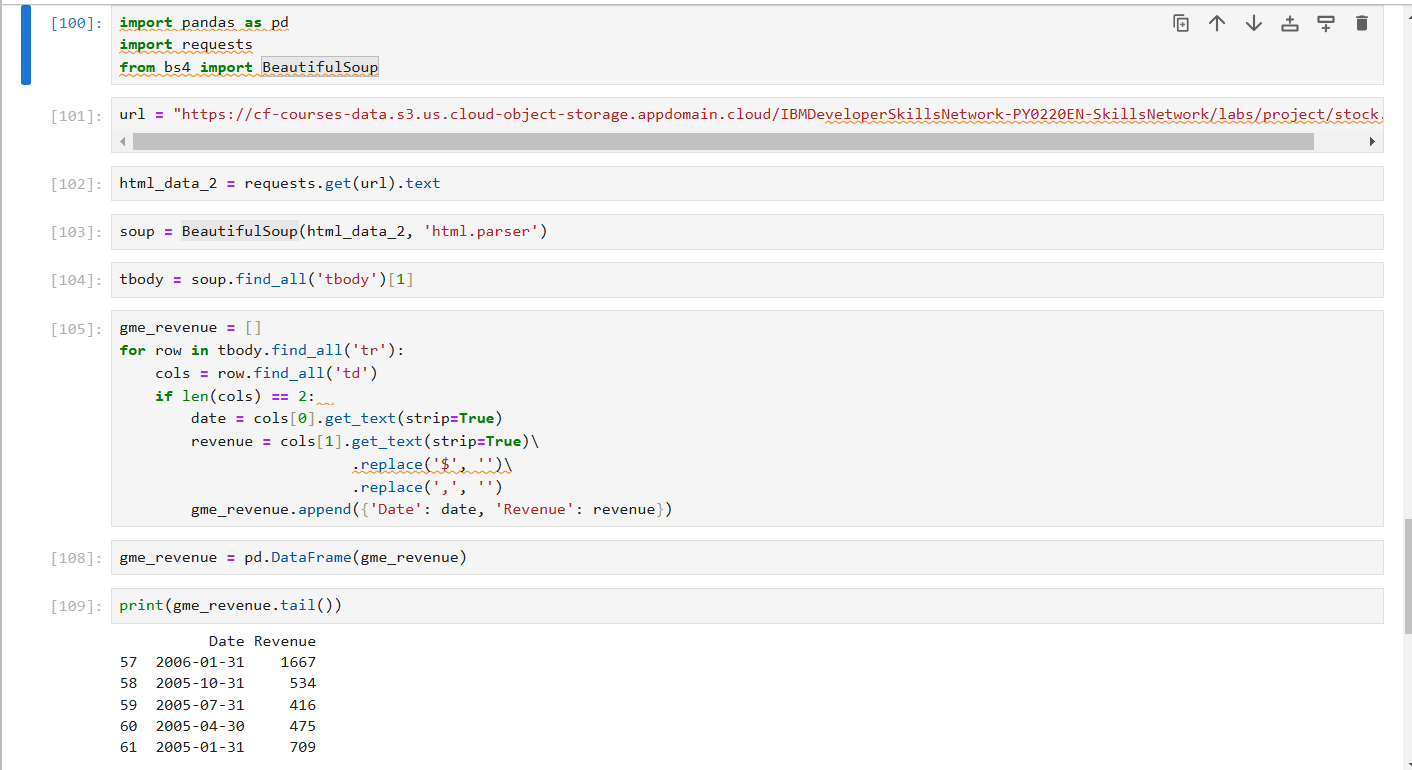 [100]: import pandas as pd
import requests
from bs4 import BeautifulSoup
[101]: url = "https://cf-courses-data.s3.us.cloud-object-storage.appdomain.cloud/IBMDeveloperSkillsNetwork-PY0220EN-SkillsNetwork/labs/project/stock.
[102]: html_data_2 = requests.get(url).text
[103]: soup = BeautifulSoup(html_data_2, 'html.parser')
[104]: tbody = soup.find_all('tbody')[1]
[105]: gme_revenue = []
for row in tbody.find_all('tr'):
    cols = row.find_all('td')
    if len(cols) == 2:
        date = cols[0].get_text(strip=True)
        revenue = cols[1].get_text(strip=True)\
                          .replace('$', '')\
                          .replace(',', '')
        gme_revenue.append({'Date': date, 'Revenue': revenue})
[108]: gme_revenue = pd.DataFrame(gme_revenue)
[109]: print(gme_revenue.tail())
          Date Revenue
57  2006-01-31    1667
58  2005-10-31     534
59  2005-07-31     416
60  2005-04-30     475
61  2005-01-31     709